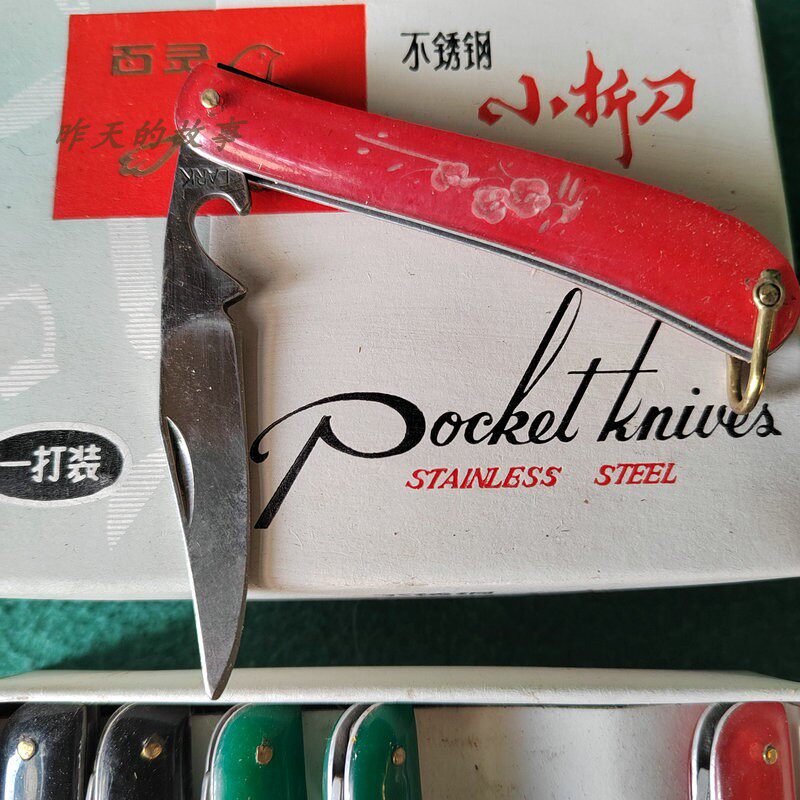 百灵
昨天的故事
不锈钢
小折刀
LARK
Pocket knives
STAINLESS STEEL
一打装